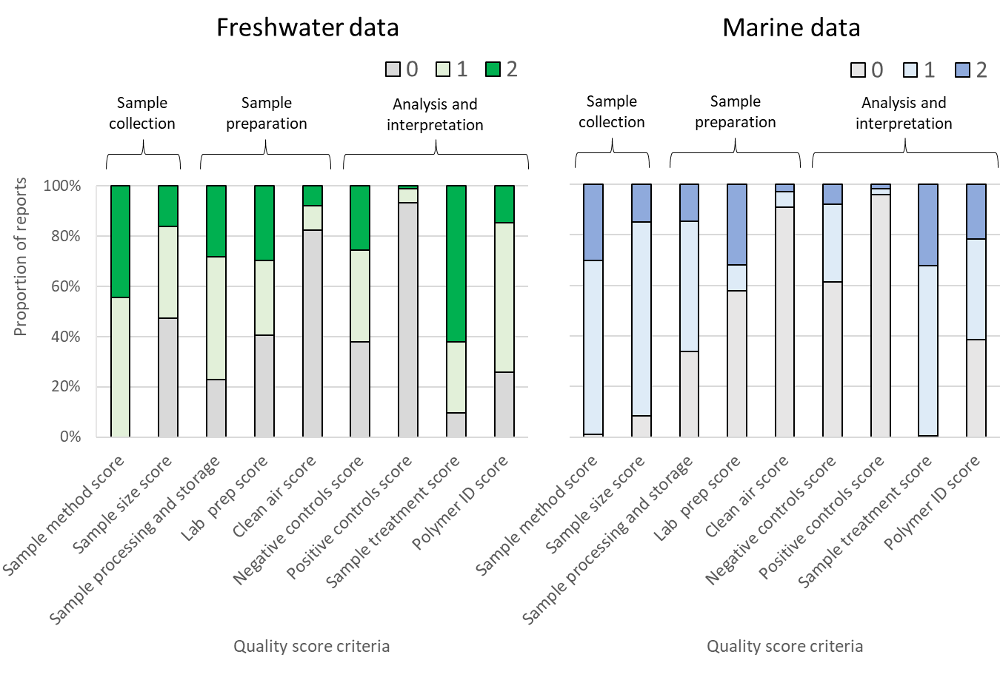 Freshwater data
0 1 2
Sample
collection
Sample
preparation
Analysis and
interpretation
Proportion of reports
100%
80%
60%
40%
20%
0%
Sample method score
Sample size score
Sample processing and storage
Lab prep score
Clean air score
Negative controls score
Positive controls score
Sample treatment score
Polymer ID score
Quality score criteria
Marine data
0 1 2
Sample
collection
Sample
preparation
Analysis and
interpretation
Sample method score
Sample size score
Sample processing and storage
Lab prep score
Clean air score
Negative controls score
Positive controls score
Sample treatment score
Polymer ID score
Quality score criteria